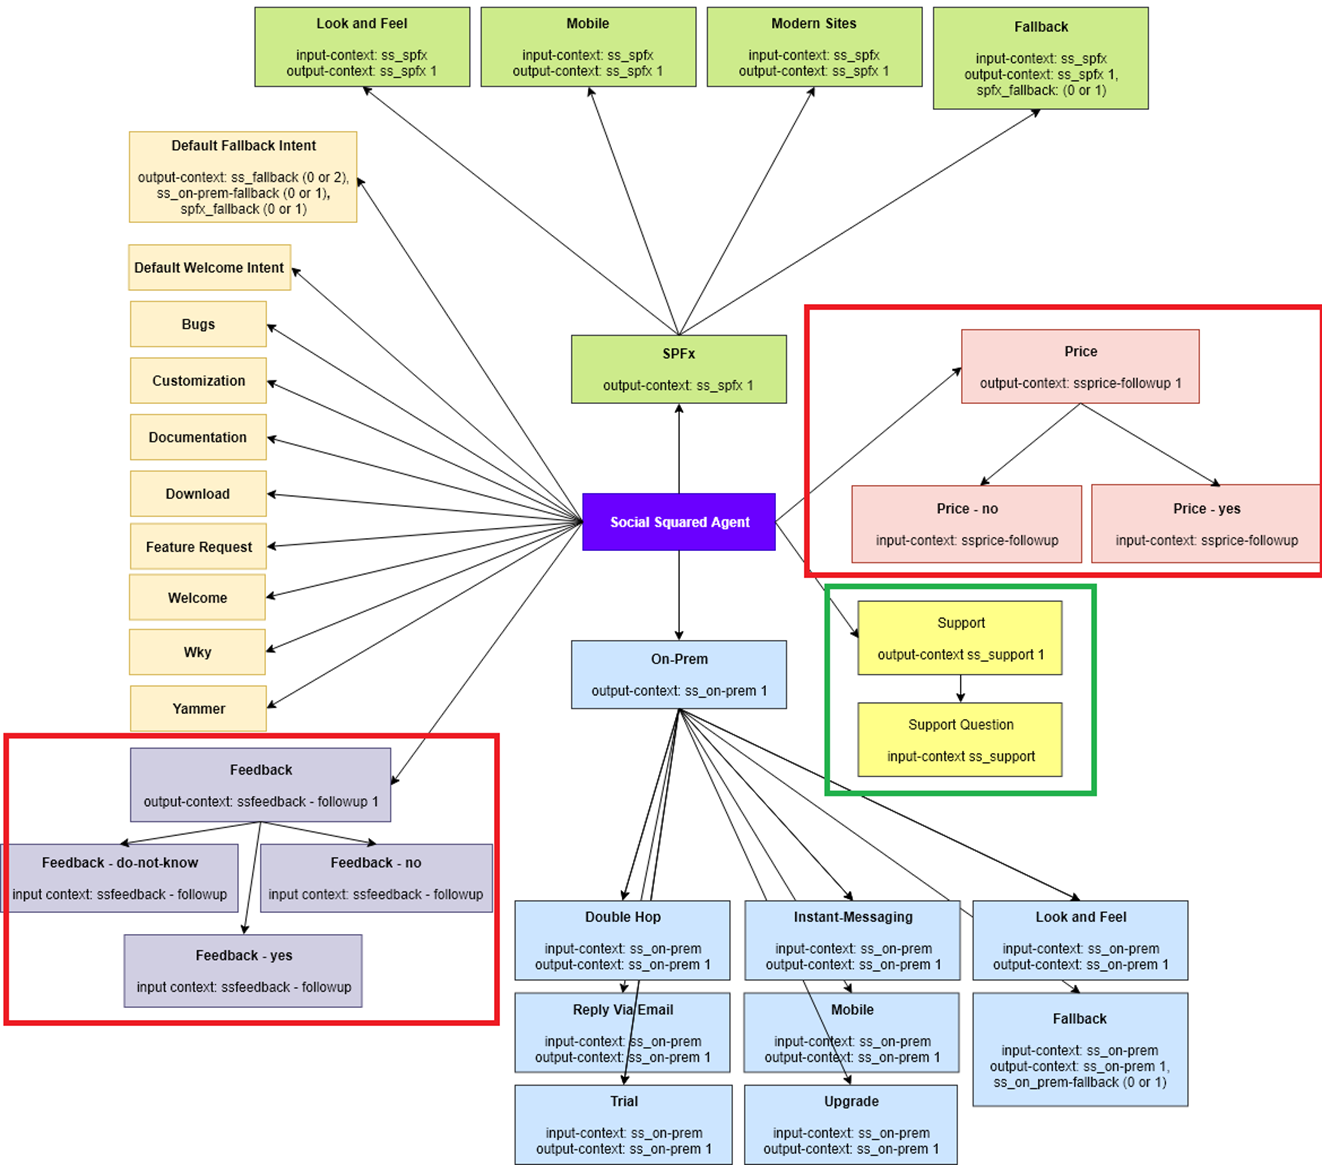 Look and Feel
input-context: ss_spfx
output-context: ss_spfx 1
Mobile
input-context: ss_spfx
output-context: ss_spfx 1
Modern Sites
input-context: ss_spfx
output-context: ss_spfx 1
Fallback
input-context: ss_spfx
output-context: ss_spfx 1,
spfx_fallback: (0 or 1)
Default Fallback Intent
output-context: ss_fallback (0 or 2),
ss_on-prem-fallback (0 or 1),
spfx_fallback (0 or 1)
Default Welcome Intent
Bugs
Customization
Documentation
Download
Feature Request
Welcome
Wky
Yammer
SPFx
output-context: ss_spfx 1
Social Squared Agent
Price
output-context: ssprice-followup 1
Price - no
input-context: ssprice-followup
Price - yes
input-context: ssprice-followup
Support
output-context ss_support 1
Support Question
input-context ss_support
On-Prem
output-context: ss_on-prem 1
Feedback
output-context: ssfeedback - followup 1
Feedback - do-not-know
input context: ssfeedback - followup
Feedback - no
input context: ssfeedback - followup
Feedback - yes
input context: ssfeedback - followup
Double Hop
input-context: ss_on-prem
output-context: ss_on-prem 1
Instant-Messaging
input-context: ss_on-prem
output-context: ss_on-prem 1
Look and Feel
input-context: ss_on-prem
output-context: ss_on-prem 1
Reply Via Email
input-context: ss_on-prem
output-context: ss_on-prem 1
Mobile
input-context: ss_on-prem
output-context: ss_on-prem 1
Fallback
input-context: ss_on-prem
output-context: ss_on-prem 1,
ss_on_prem-fallback (0 or 1)
Trial
input-context: ss_on-prem
output-context: ss_on-prem 1
Upgrade
input-context: ss_on-prem
output-context: ss_on-prem 1